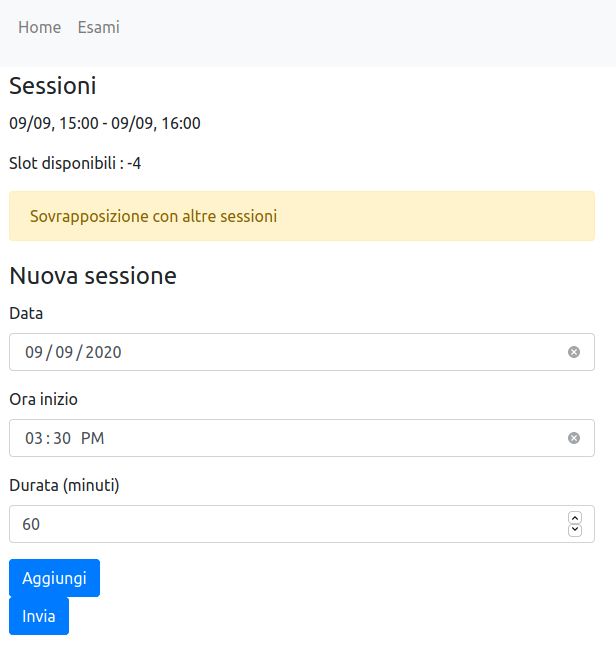 Home Esami
Sessioni
09/09, 15:00 - 09/09, 16:00
Slot disponibili : -4
Sovrapposizione con altre sessioni
Nuova sessione
Data
09/09/2020
Ora inizio
03:30 PM
Durata (minuti)
60
Aggiungi
Invia